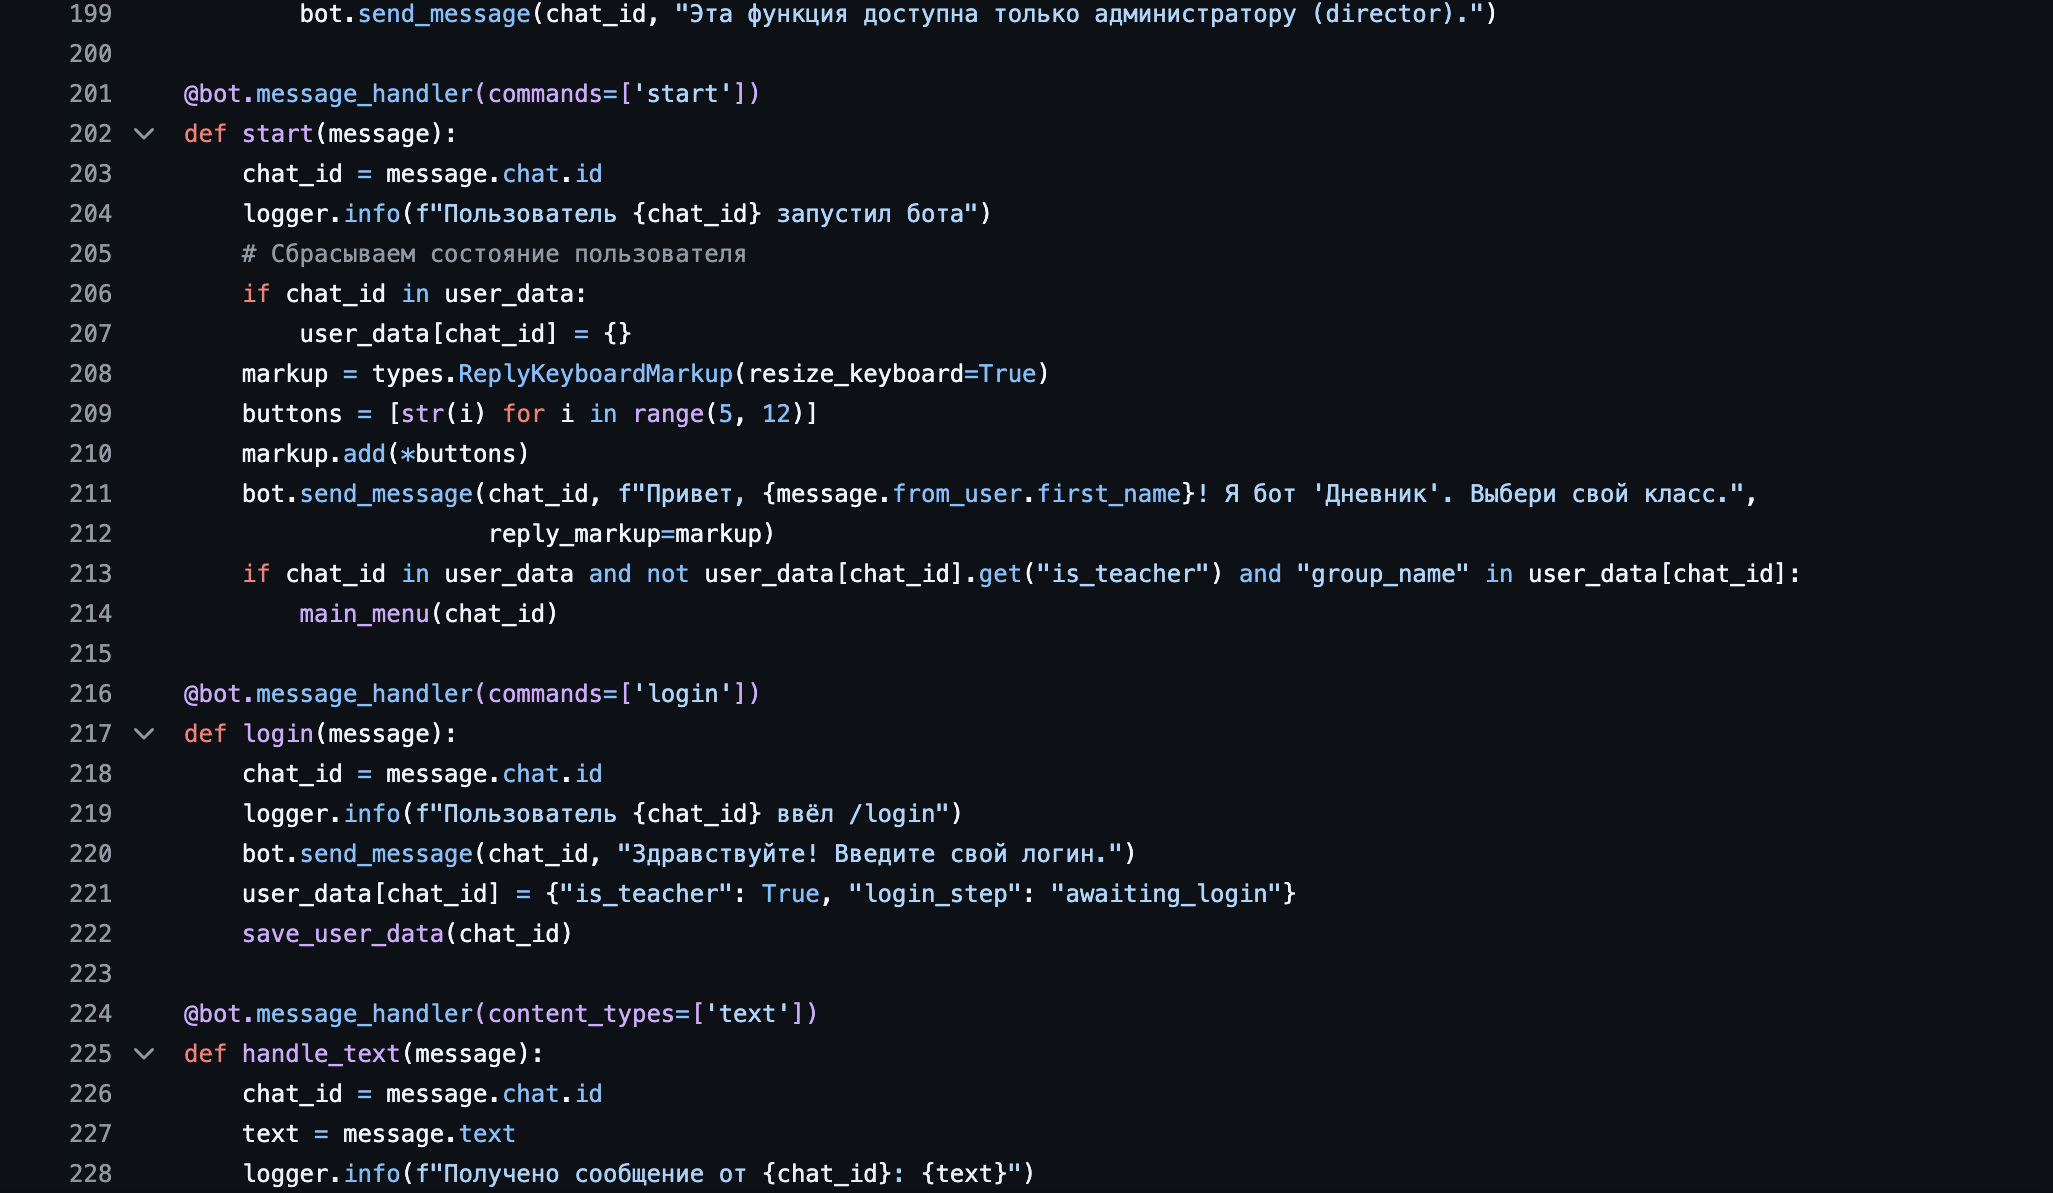 199             bot.send_message(chat_id, "Эта функция доступна только администратору (director).")
200
201     @bot.message_handler(commands=['start'])
202     def start(message):
203         chat_id = message.chat.id
204         logger.info(f"Пользователь {chat_id} запустил бота")
205         # Сбрасываем состояние пользователя
206         if chat_id in user_data:
207             user_data[chat_id] = {}
208         markup = types.ReplyKeyboardMarkup(resize_keyboard=True)
209         buttons = [str(i) for i in range(5, 12)]
210         markup.add(*buttons)
211         bot.send_message(chat_id, f"Привет, {message.from_user.first_name}! Я бот 'Дневник'. Выбери свой класс.",
212                          reply_markup=markup)
213         if chat_id in user_data and not user_data[chat_id].get("is_teacher") and "group_name" in user_data[chat_id]:
214             main_menu(chat_id)
215
216     @bot.message_handler(commands=['login'])
217     def login(message):
218         chat_id = message.chat.id
219         logger.info(f"Пользователь {chat_id} ввёл /login")
220         bot.send_message(chat_id, "Здравствуйте! Введите свой логин.")
221         user_data[chat_id] = {"is_teacher": True, "login_step": "awaiting_login"}
222         save_user_data(chat_id)
223
224     @bot.message_handler(content_types=['text'])
225     def handle_text(message):
226         chat_id = message.chat.id
227         text = message.text
228         logger.info(f"Получено сообщение от {chat_id}: {text}")